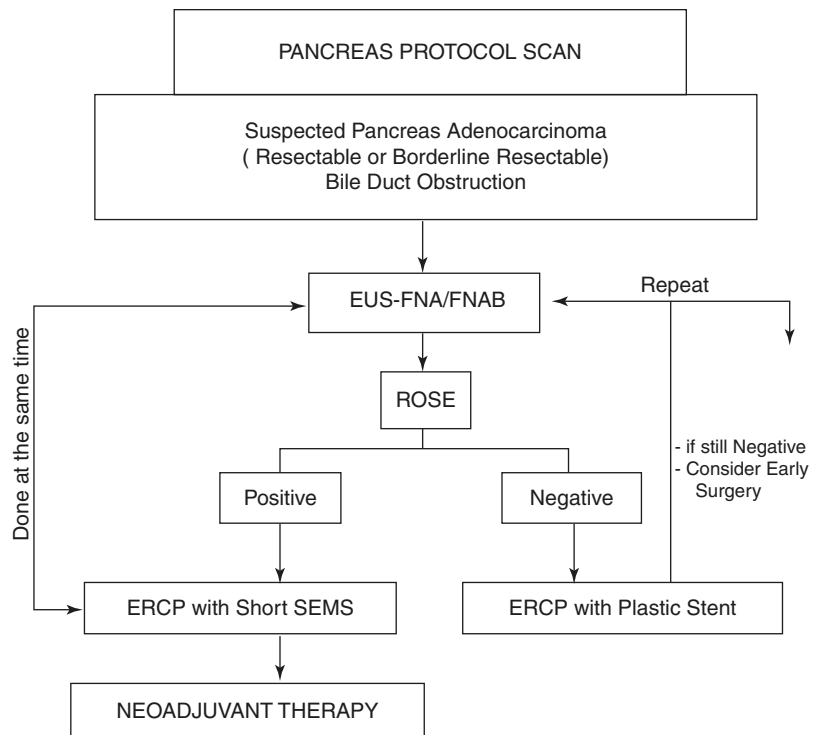 PANCREAS PROTOCOL SCAN
Suspected Pancreas Adenocarcinoma
( Resectable or Borderline Resectable)
Bile Duct Obstruction
EUS-FNA/FNAB
Repeat
Done at the same time
ROSE
Positive
Negative
- if still Negative
- Consider Early
Surgery
ERCP with Short SEMS
ERCP with Plastic Stent
NEOADJUVANT THERAPY